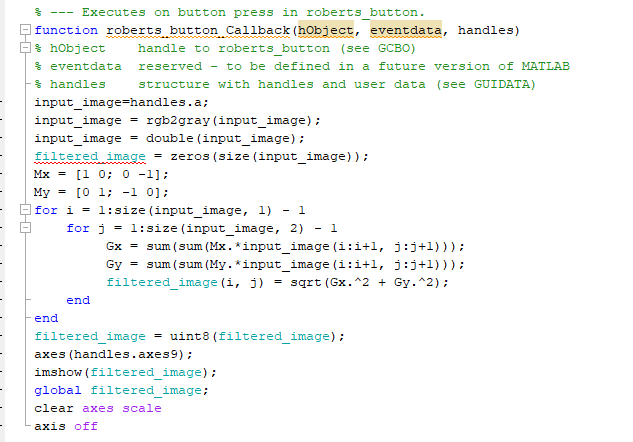 % --- Executes on button press in roberts_button.
function roberts_button_Callback(hObject, eventdata, handles)
% hObject    handle to roberts_button (see GCBO)
% eventdata  reserved - to be defined in a future version of MATLAB
% handles    structure with handles and user data (see GUIDATA)
input_image=handles.a;
input_image = rgb2gray(input_image);
input_image = double(input_image);
filtered_image = zeros(size(input_image));
Mx = [1 0; 0 -1];
My = [0 1; -1 0];
for i = 1:size(input_image, 1) - 1
    for j = 1:size(input_image, 2) - 1
         Gx = sum(sum(Mx.*input_image(i:i+1, j:j+1)));
         Gy = sum(sum(My.*input_image(i:i+1, j:j+1)));
         filtered_image(i, j) = sqrt(Gx.^2 + Gy.^2);
    end
end
filtered_image = uint8(filtered_image);
axes(handles.axes9);
imshow(filtered_image);
global filtered_image;
clear axes scale
axis off